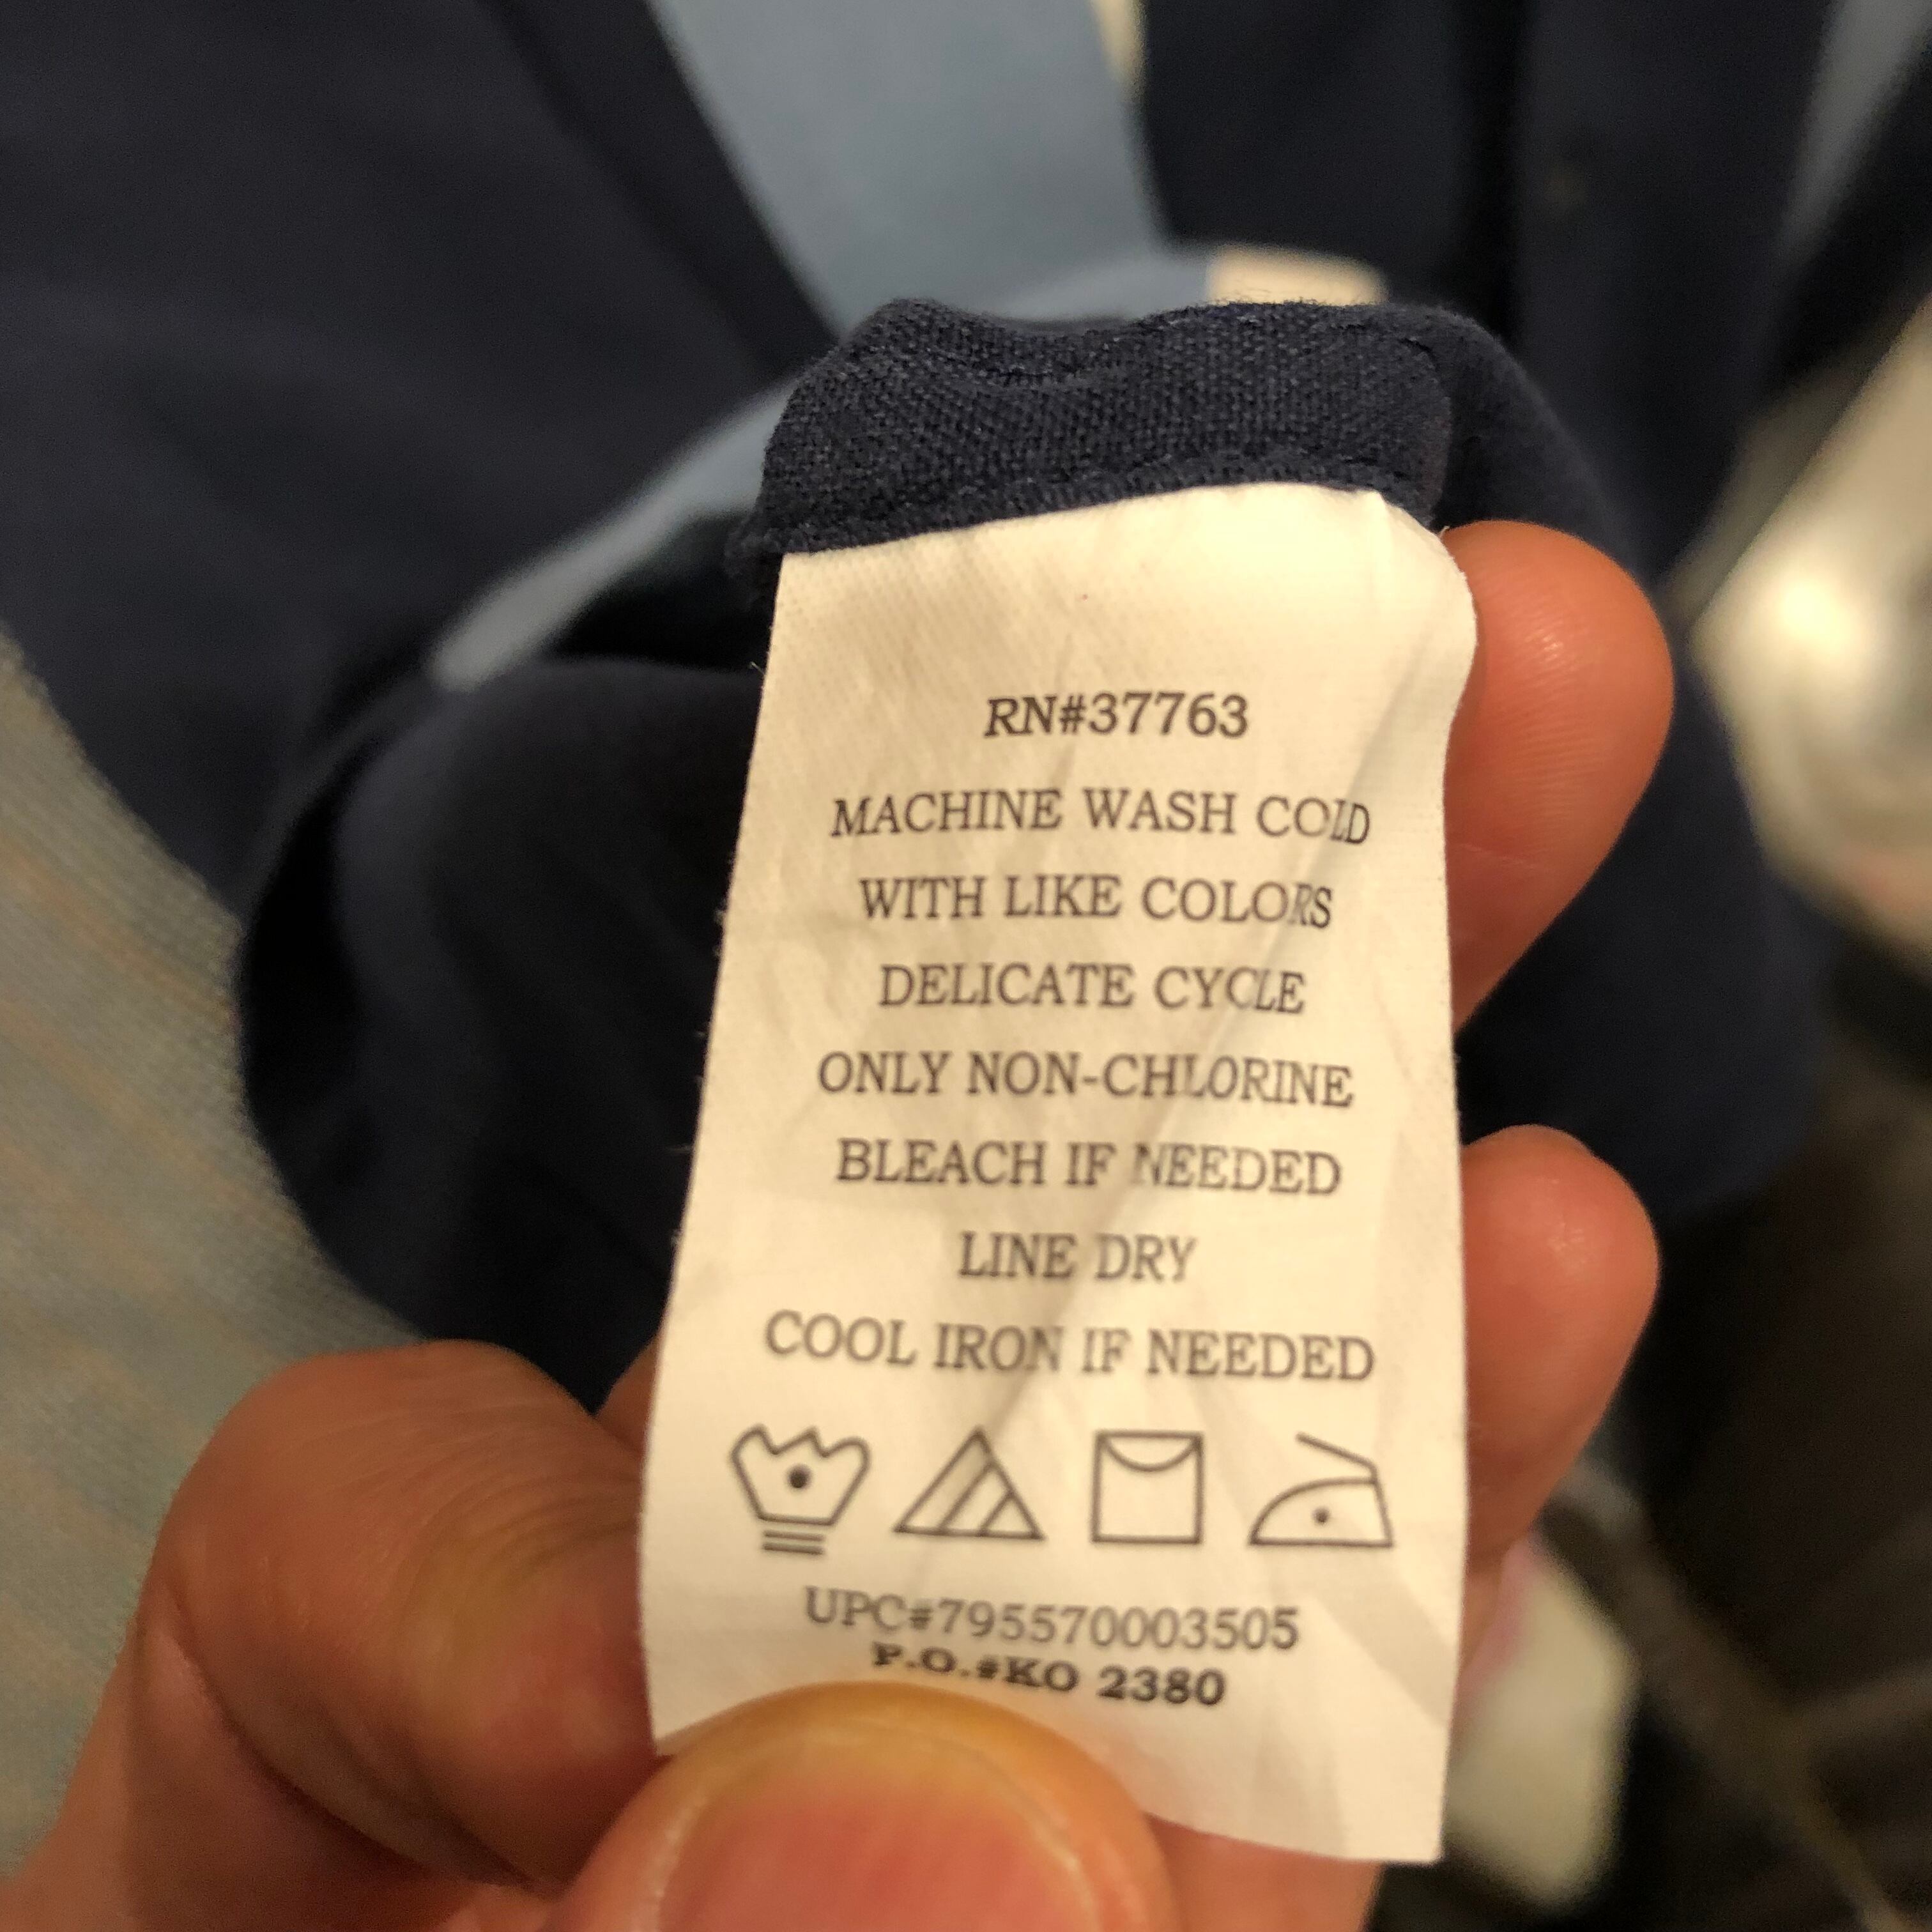 RN#37763
MACHINE WASH COLD
WITH LIKE COLORS
DELICATE CYCLE
ONLY NON-CHLORINE
BLEACH IF NEEDED
LINE DRY
COOL IRON IF NEEDED
UPC#795570003505
P.O.#KO 2380